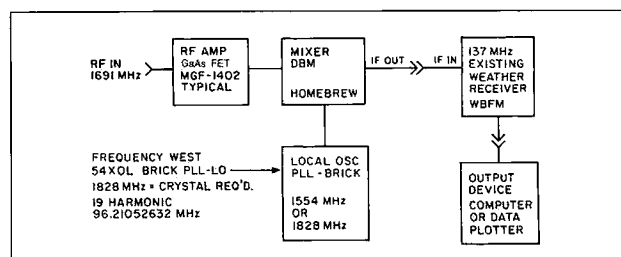 RF IN
1691 MHz
RF AMP
GaAs FET
MGF-1402
TYPICAL
MIXER
DBM
HOMEBREW
IF OUT
IF IN
137 MHz
EXISTING
WEATHER
RECEIVER
WBFM
FREQUENCY WEST
54XOL BRICK PLL-LO
1828 MHz = CRYSTAL REQ'D.
19 HARMONIC
96.21052632 MHz
LOCAL OSC
PLL-BRICK
1554 MHz
OR
1828 MHz
OUTPUT
DEVICE
COMPUTER
OR DATA
PLOTTER